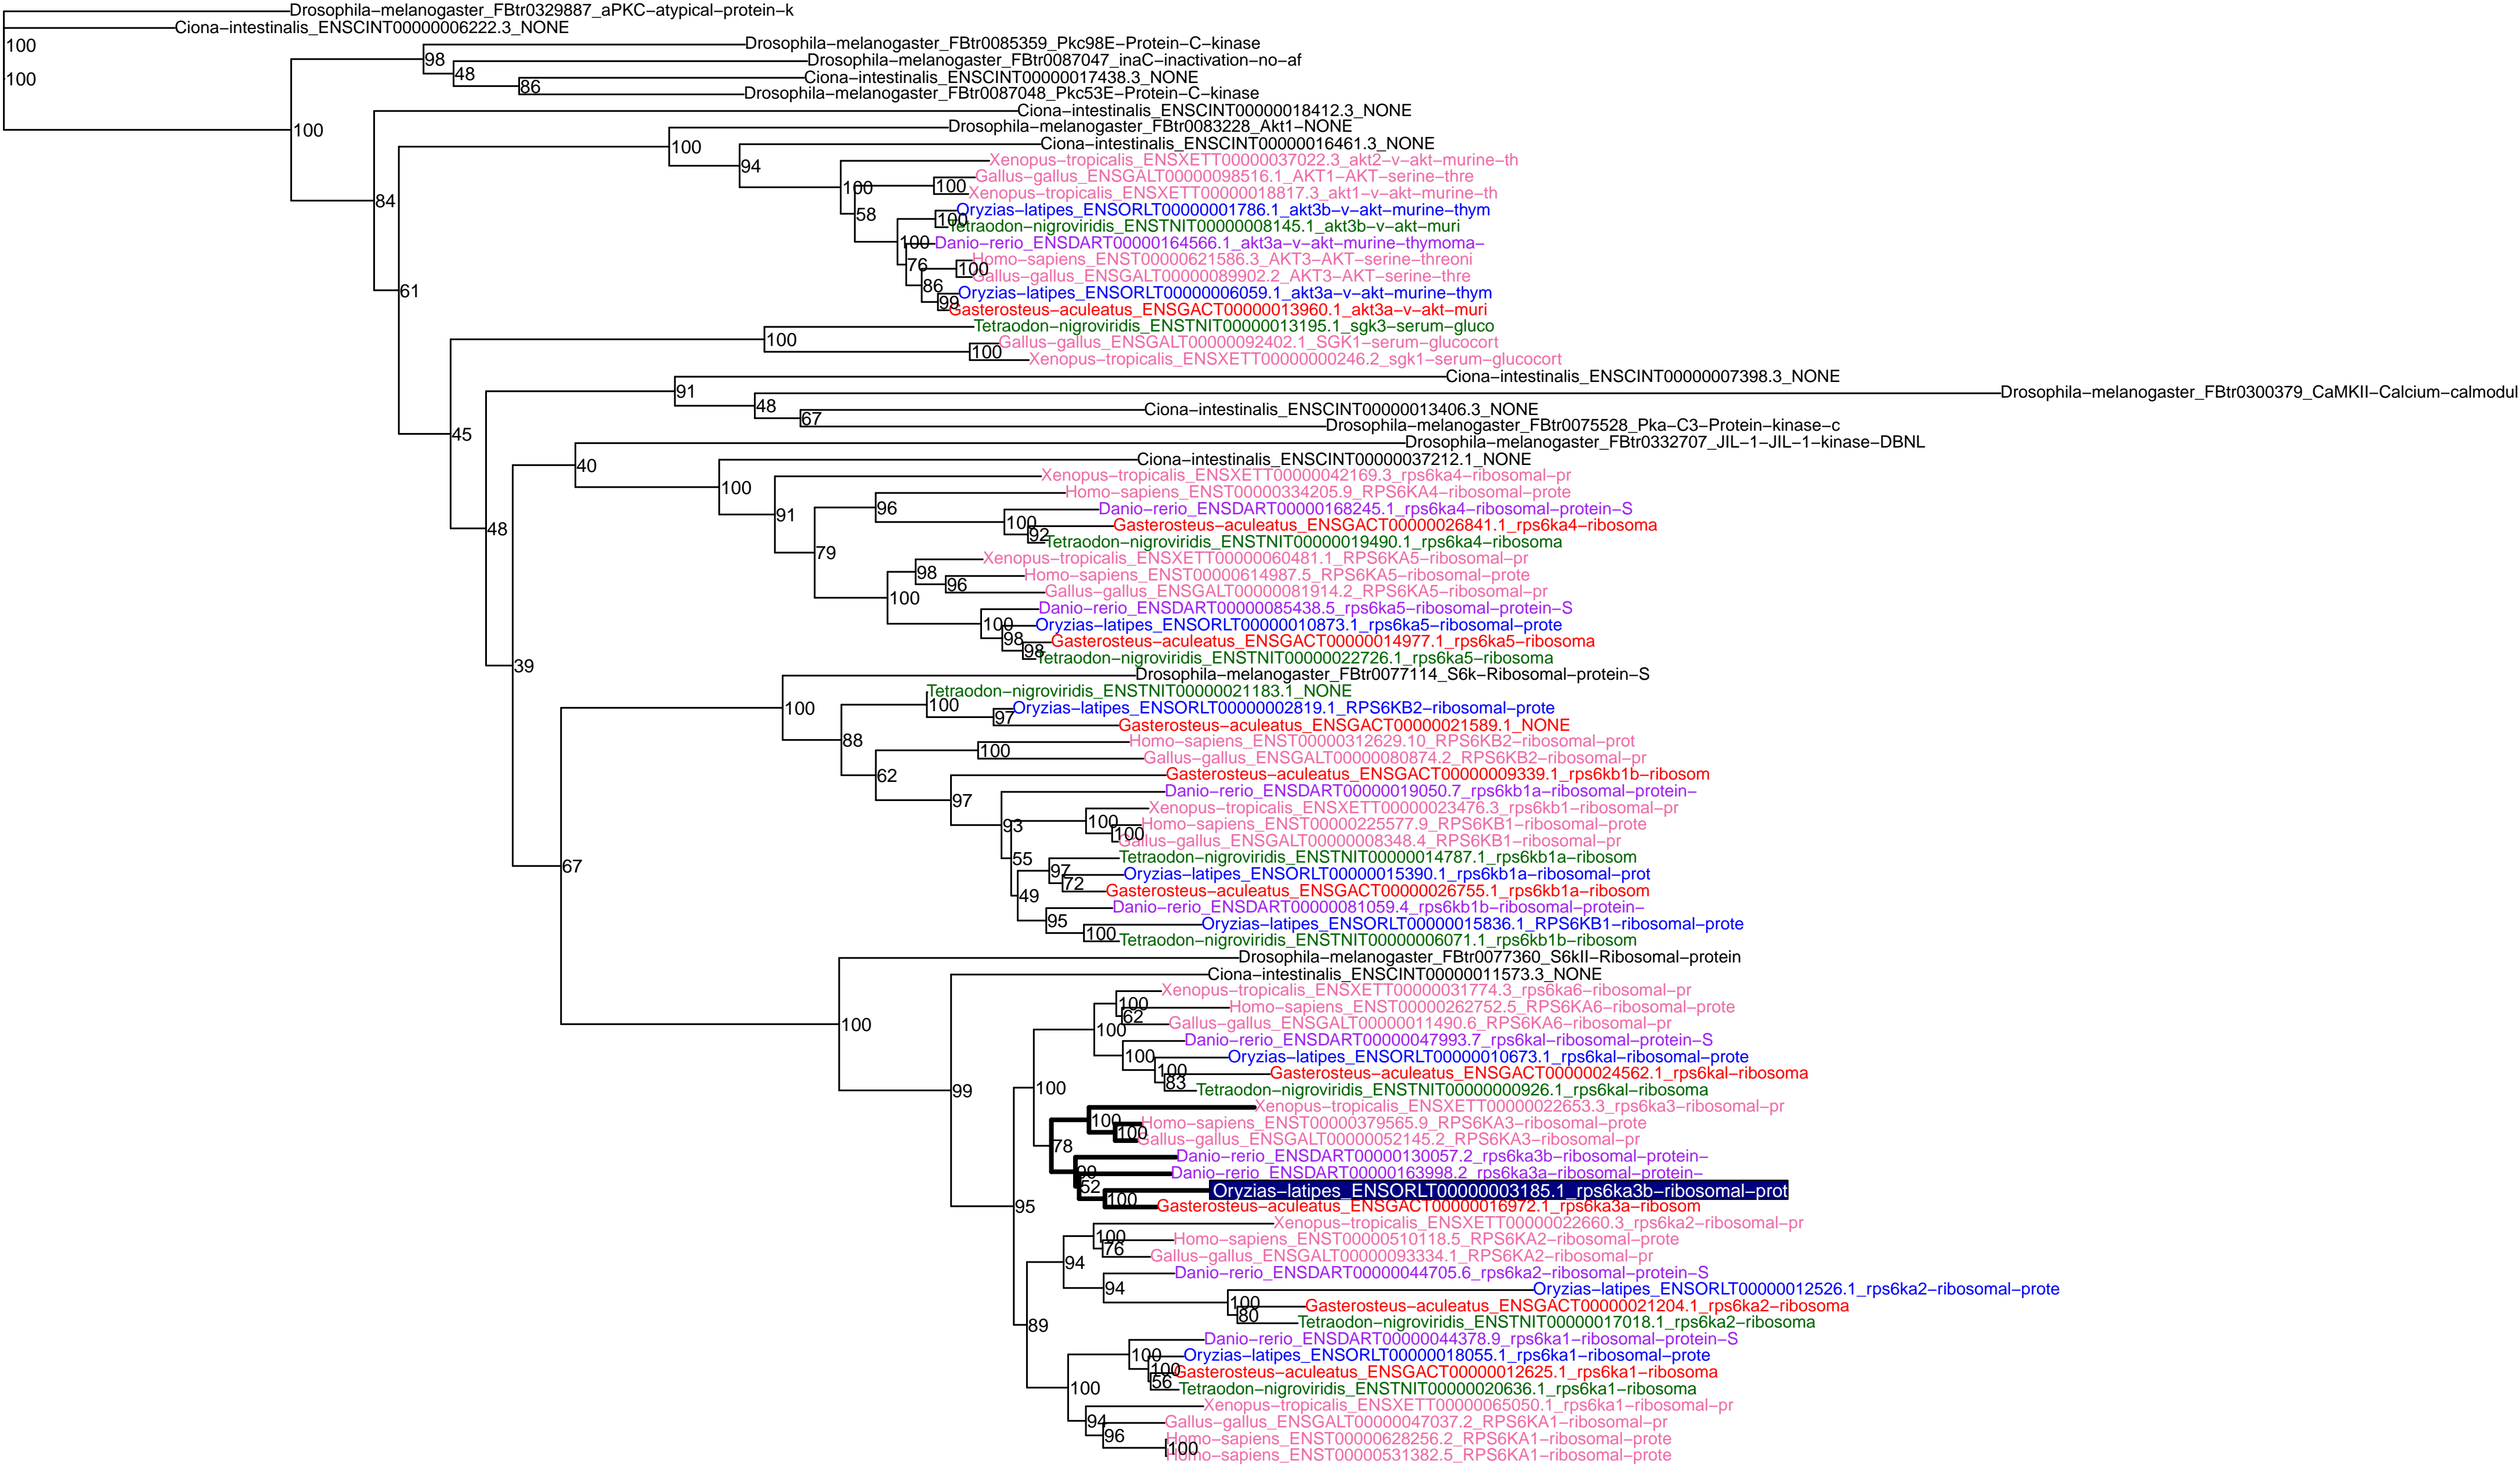 Drosophila−melanogaster_FBtr0329887_aPKC−atypical−protein−k
Ciona−intestinalis_ENSCINT00000006222.3_NONE
100
Drosophila−melanogaster_FBtr0085359_Pkc98E−Protein−C−kinase
98
Drosophila−melanogaster_FBtr0087047_inaC−inactivation−no−af
48
100
Ciona−intestinalis_ENSCINT00000017438.3_NONE
86
Drosophila−melanogaster_FBtr0087048_Pkc53E−Protein−C−kinase
Ciona−intestinalis_ENSCINT00000018412.3_NONE
100
Drosophila−melanogaster_FBtr0083228_Akt1−NONE
100
Ciona−intestinalis_ENSCINT00000016461.3_NONE
94
Xenopus−tropicalis_ENSXETT00000037022.3_akt2−v−akt−murine−th
Gallus−gallus_ENSGALT00000098516.1_AKT1−AKT−serine−thre
100
100
Xenopus−tropicalis_ENSXETT00000018817.3_akt1−v−akt−murine−th
84
Oryzias−latipes_ENSORLT00000001786.1_akt3b−v−akt−murine−thym
58
100
Tetraodon−nigroviridis_ENSTNIT00000008145.1_akt3b−v−akt−muri
100
Danio−rerio_ENSDART00000164566.1_akt3a−v−akt−murine−thymoma−
Homo−sapiens_ENST00000621586.3_AKT3−AKT−serine−threoni
76
100
Gallus−gallus_ENSGALT00000089902.2_AKT3−AKT−serine−thre
86
61
Oryzias−latipes_ENSORLT00000006059.1_akt3a−v−akt−murine−thym
99
Gasterosteus−aculeatus_ENSGACT00000013960.1_akt3a−v−akt−muri
Tetraodon−nigroviridis_ENSTNIT00000013195.1_sgk3−serum−gluco
100
Gallus−gallus_ENSGALT00000092402.1_SGK1−serum−glucocort
100
Xenopus−tropicalis_ENSXETT00000000246.2_sgk1−serum−glucocort
Ciona−intestinalis_ENSCINT00000007398.3_NONE
91
Drosophila−melanogaster_FBtr0300379_CaMKII−Calcium−calmodul
48
Ciona−intestinalis_ENSCINT00000013406.3_NONE
67
Drosophila−melanogaster_FBtr0075528_Pka−C3−Protein−kinase−c
45
Drosophila−melanogaster_FBtr0332707_JIL−1−JIL−1−kinase−DBNL
Ciona−intestinalis_ENSCINT00000037212.1_NONE
40
Xenopus−tropicalis_ENSXETT00000042169.3_rps6ka4−ribosomal−pr
100
Homo−sapiens_ENST00000334205.9_RPS6KA4−ribosomal−prote
96
Danio−rerio_ENSDART00000168245.1_rps6ka4−ribosomal−protein−S
91
100
Gasterosteus−aculeatus_ENSGACT00000026841.1_rps6ka4−ribosoma
48
92
Tetraodon−nigroviridis_ENSTNIT00000019490.1_rps6ka4−ribosoma
79
Xenopus−tropicalis_ENSXETT00000060481.1_RPS6KA5−ribosomal−pr
98
Homo−sapiens_ENST00000614987.5_RPS6KA5−ribosomal−prote
96
Gallus−gallus_ENSGALT00000081914.2_RPS6KA5−ribosomal−pr
100
Danio−rerio_ENSDART00000085438.5_rps6ka5−ribosomal−protein−S
100
Oryzias−latipes_ENSORLT00000010873.1_rps6ka5−ribosomal−prote
98
Gasterosteus−aculeatus_ENSGACT00000014977.1_rps6ka5−ribosoma
98
Tetraodon−nigroviridis_ENSTNIT00000022726.1_rps6ka5−ribosoma
39
Drosophila−melanogaster_FBtr0077114_S6k−Ribosomal−protein−S
Tetraodon−nigroviridis_ENSTNIT00000021183.1_NONE
100
100
Oryzias−latipes_ENSORLT00000002819.1_RPS6KB2−ribosomal−prote
97
Gasterosteus−aculeatus_ENSGACT00000021589.1_NONE
88
Homo−sapiens_ENST00000312629.10_RPS6KB2−ribosomal−prot
100
Gallus−gallus_ENSGALT00000080874.2_RPS6KB2−ribosomal−pr
62
Gasterosteus−aculeatus_ENSGACT00000009339.1_rps6kb1b−ribosom
Danio−rerio_ENSDART00000019050.7_rps6kb1a−ribosomal−protein−
97
Xenopus−tropicalis_ENSXETT00000023476.3_rps6kb1−ribosomal−pr
93
100
Homo−sapiens_ENST00000225577.9_RPS6KB1−ribosomal−prote
100
Gallus−gallus_ENSGALT00000008348.4_RPS6KB1−ribosomal−pr
55
Tetraodon−nigroviridis_ENSTNIT00000014787.1_rps6kb1a−ribosom
67
97
Oryzias−latipes_ENSORLT00000015390.1_rps6kb1a−ribosomal−prot
72
Gasterosteus−aculeatus_ENSGACT00000026755.1_rps6kb1a−ribosom
49
Danio−rerio_ENSDART00000081059.4_rps6kb1b−ribosomal−protein−
95
Oryzias−latipes_ENSORLT00000015836.1_RPS6KB1−ribosomal−prote
100
Tetraodon−nigroviridis_ENSTNIT00000006071.1_rps6kb1b−ribosom
Drosophila−melanogaster_FBtr0077360_S6kII−Ribosomal−protein
Ciona−intestinalis_ENSCINT00000011573.3_NONE
Xenopus−tropicalis_ENSXETT00000031774.3_rps6ka6−ribosomal−pr
100
Homo−sapiens_ENST00000262752.5_RPS6KA6−ribosomal−prote
62
100
Gallus−gallus_ENSGALT00000011490.6_RPS6KA6−ribosomal−pr
100
Danio−rerio_ENSDART00000047993.7_rps6kal−ribosomal−protein−S
100
Oryzias−latipes_ENSORLT00000010673.1_rps6kal−ribosomal−prote
100
Gasterosteus−aculeatus_ENSGACT00000024562.1_rps6kal−ribosoma
83
100
99
Tetraodon−nigroviridis_ENSTNIT00000000926.1_rps6kal−ribosoma
Xenopus−tropicalis_ENSXETT00000022653.3_rps6ka3−ribosomal−pr
100
Homo−sapiens_ENST00000379565.9_RPS6KA3−ribosomal−prote
100
Gallus−gallus_ENSGALT00000052145.2_RPS6KA3−ribosomal−pr
78
Danio−rerio_ENSDART00000130057.2_rps6ka3b−ribosomal−protein−
99
Danio−rerio_ENSDART00000163998.2_rps6ka3a−ribosomal−protein−
52
Oryzias−latipes_ENSORLT00000003185.1_rps6ka3b−ribosomal−prot
100
95
Gasterosteus−aculeatus_ENSGACT00000016972.1_rps6ka3a−ribosom
Xenopus−tropicalis_ENSXETT00000022660.3_rps6ka2−ribosomal−pr
100
Homo−sapiens_ENST00000510118.5_RPS6KA2−ribosomal−prote
76
Gallus−gallus_ENSGALT00000093334.1_RPS6KA2−ribosomal−pr
94
Danio−rerio_ENSDART00000044705.6_rps6ka2−ribosomal−protein−S
94
Oryzias−latipes_ENSORLT00000012526.1_rps6ka2−ribosomal−prote
100
Gasterosteus−aculeatus_ENSGACT00000021204.1_rps6ka2−ribosoma
80
Tetraodon−nigroviridis_ENSTNIT00000017018.1_rps6ka2−ribosoma
89
Danio−rerio_ENSDART00000044378.9_rps6ka1−ribosomal−protein−S
100
Oryzias−latipes_ENSORLT00000018055.1_rps6ka1−ribosomal−prote
100
Gasterosteus−aculeatus_ENSGACT00000012625.1_rps6ka1−ribosoma
56
100
Tetraodon−nigroviridis_ENSTNIT00000020636.1_rps6ka1−ribosoma
Xenopus−tropicalis_ENSXETT00000065050.1_rps6ka1−ribosomal−pr
94
Gallus−gallus_ENSGALT00000047037.2_RPS6KA1−ribosomal−pr
96
Homo−sapiens_ENST00000628256.2_RPS6KA1−ribosomal−prote
100
Homo−sapiens_ENST00000531382.5_RPS6KA1−ribosomal−prote